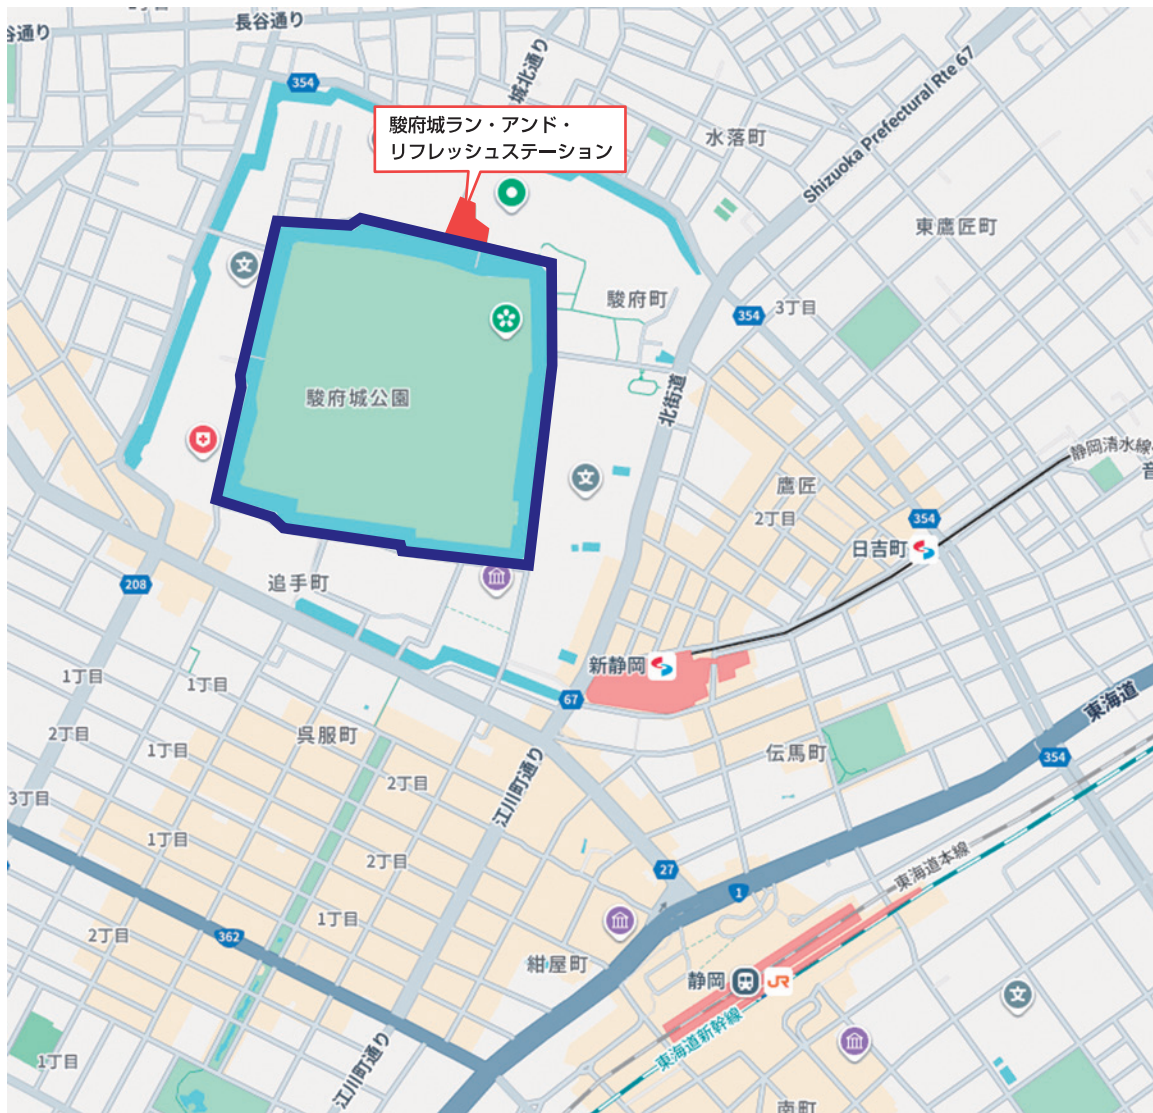 長谷通り
谷通り
354
城北通り
駿府城ラン・アンド・
リフレッシュステーション
水落町
Shizuoka Prefectural Rte 67
東鷹匠町
文
駿府町
354
3丁目
駿府城公園
北街道
静岡清水線
音
文
鷹匠
2丁目
354
日吉町
追手町
208
新静岡
67
1丁目
1丁目
東海道
呉服町
2丁目
1丁目
伝馬町
354
江川町通り
2丁目
3丁目
1丁目
2丁目
27
東海道本線
1
1丁目
2丁目
362
紺屋町
静岡
JR
文
東海道新幹線
1丁目
江川町通り
南町